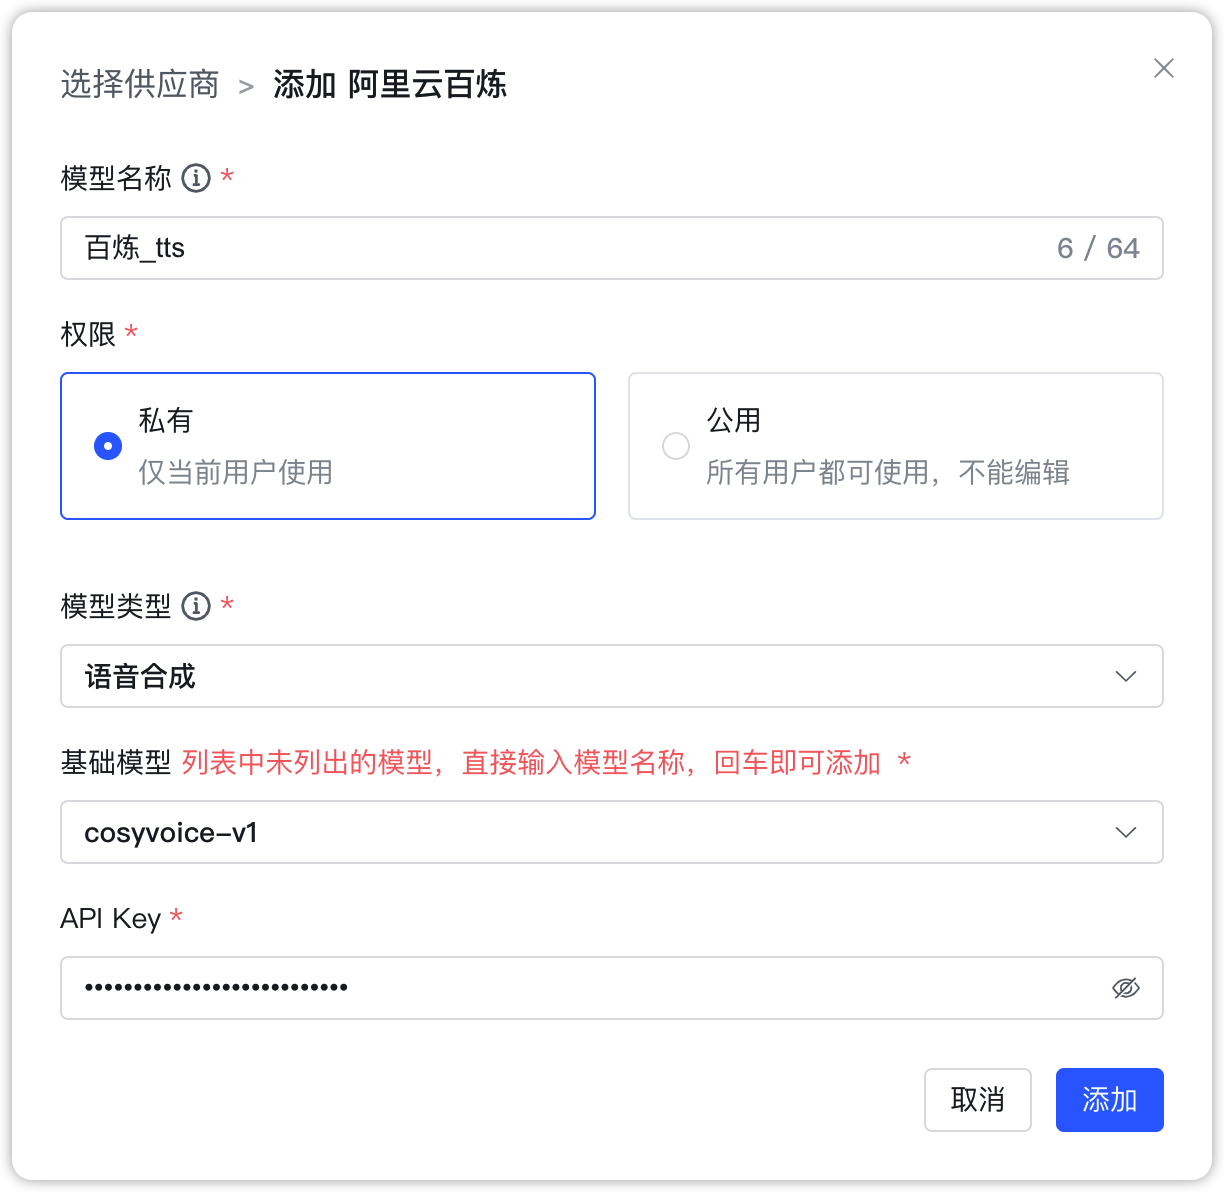 选择供应商 > 添加 阿里云百炼
模型名称 *
百炼_tts 6 / 64
权限 *
私有
仅当前用户使用
公用
所有用户都可使用，不能编辑
模型类型 *
语音合成
基础模型 列表中未列出的模型，直接输入模型名称，回车即可添加 *
cosyvoice-v1
API Key *
•••••••••••••••••••••••••••
取消 添加